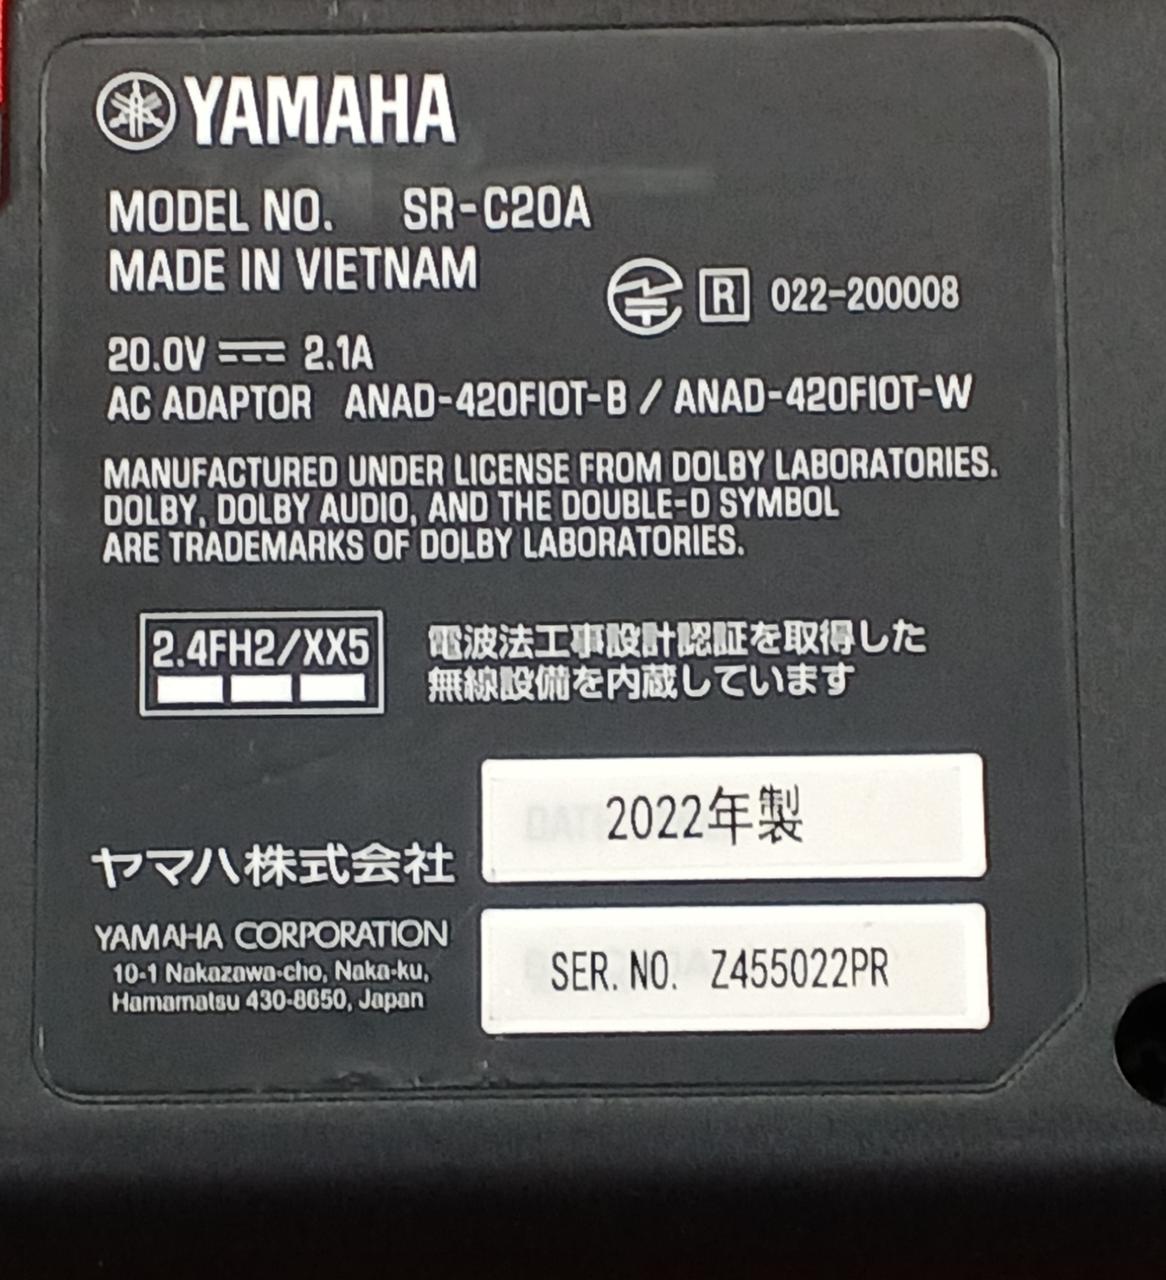 YAMAHA
MODEL NO. SR-C20A
MADE IN VIETNAM
R 022-200008
20.0V 2.1A
AC ADAPTOR ANAD-420FIOT-B / ANAD-420FIOT-W
MANUFACTURED UNDER LICENSE FROM DOLBY LABORATORIES.
DOLBY, DOLBY AUDIO, AND THE DOUBLE-D SYMBOL
ARE TRADEMARKS OF DOLBY LABORATORIES.
2.4FH2/XX5
電波法工事設計認証を取得した
無線設備を内蔵しています
2022年製
ヤマハ株式会社
YAMAHA CORPORATION
10-1 Nakazawa-cho, Naka-ku,
Hamamatsu 430-8650, Japan
SER. NO. Z455022PR